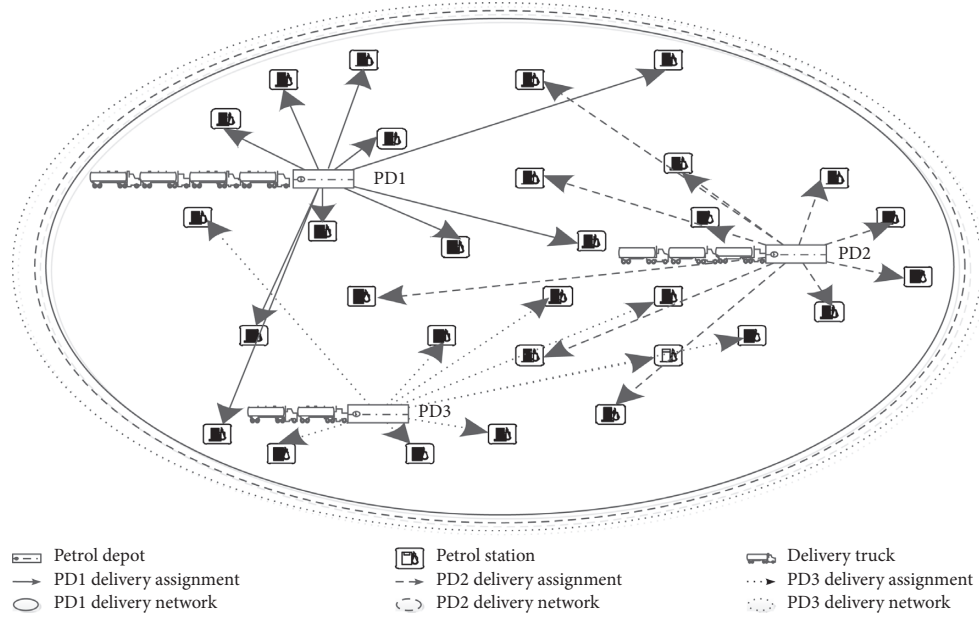 PD1
PD2
PD3
Petrol depot
Petrol station
Delivery truck
PD1 delivery assignment
PD2 delivery assignment
PD3 delivery assignment
PD1 delivery network
PD2 delivery network
PD3 delivery network